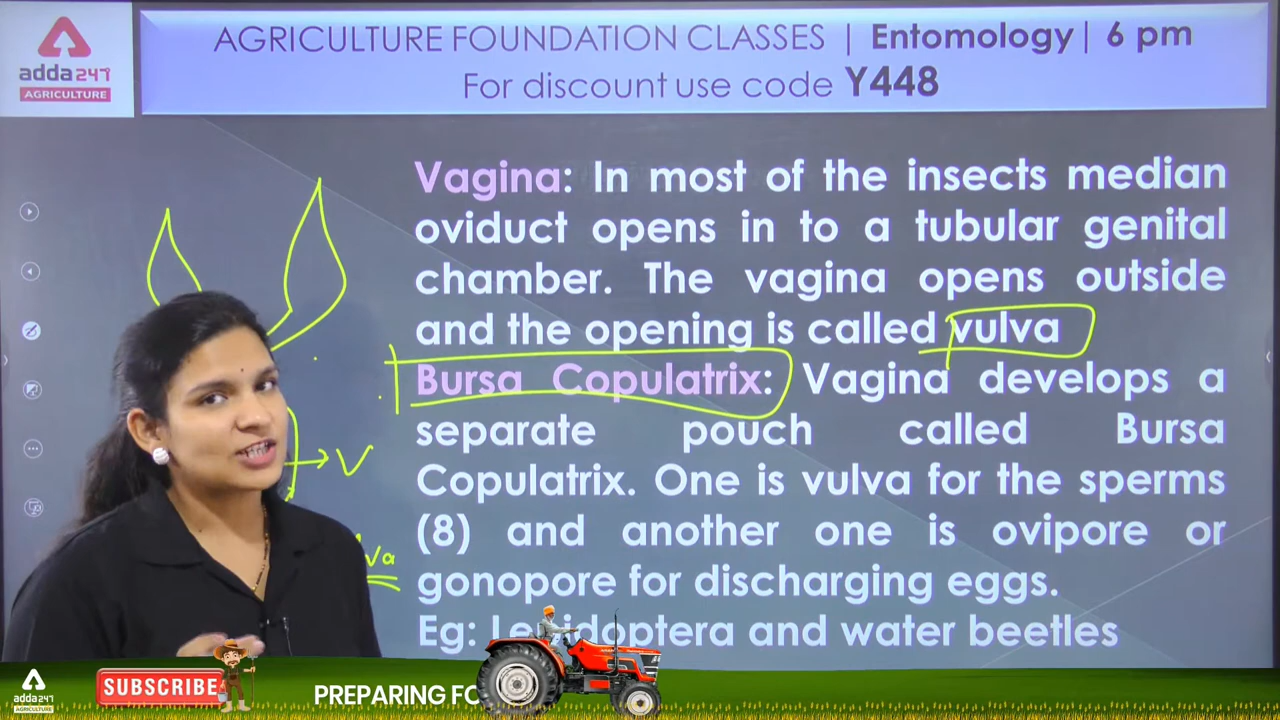 AGRICULTURE FOUNDATION CLASSES | Entomology | 6 pm
For discount use code Y448
adda247
AGRICULTURE
Vagina: In most of the insects median
oviduct opens in to a tubular genital
chamber. The vagina opens outside
and the opening is called vulva
Bursa Copulatrix: Vagina develops a
separate pouch called Bursa
Copulatrix. One is vulva for the sperms
(8) and another one is ovipore or
gonopore for discharging eggs.
Eg: Lepidoptera and water beetles
V
adda247
AGRICULTURE
SUBSCRIBE
PREPARING